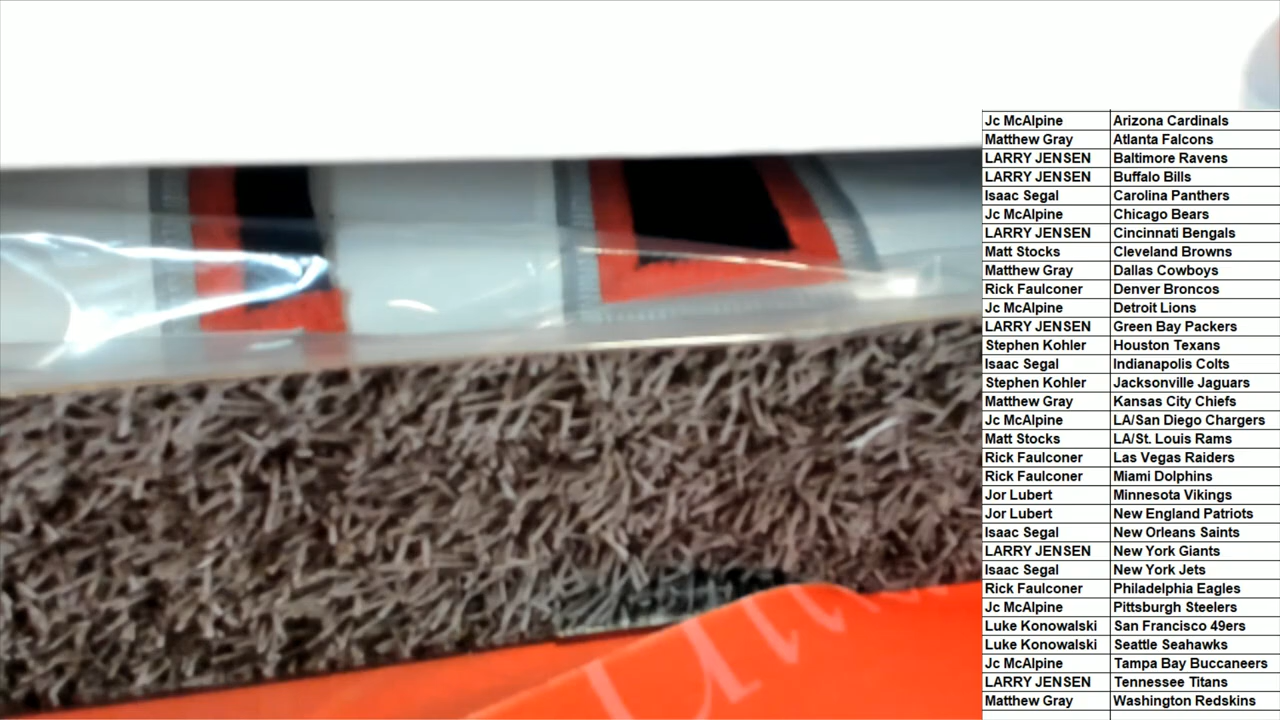 Jc McAlpine Arizona Cardinals
Matthew Gray Atlanta Falcons
LARRY JENSEN Baltimore Ravens
LARRY JENSEN Buffalo Bills
Isaac Segal Carolina Panthers
Jc McAlpine Chicago Bears
LARRY JENSEN Cincinnati Bengals
Matt Stocks Cleveland Browns
Matthew Gray Dallas Cowboys
Rick Faulconer Denver Broncos
Jc McAlpine Detroit Lions
LARRY JENSEN Green Bay Packers
Stephen Kohler Houston Texans
Isaac Segal Indianapolis Colts
Stephen Kohler Jacksonville Jaguars
Matthew Gray Kansas City Chiefs
Jc McAlpine LA/San Diego Chargers
Matt Stocks LA/St. Louis Rams
Rick Faulconer Las Vegas Raiders
Rick Faulconer Miami Dolphins
Jor Lubert Minnesota Vikings
Jor Lubert New England Patriots
Isaac Segal New Orleans Saints
LARRY JENSEN New York Giants
Isaac Segal New York Jets
Rick Faulconer Philadelphia Eagles
Jc McAlpine Pittsburgh Steelers
Luke Konowalski San Francisco 49ers
Luke Konowalski Seattle Seahawks
Jc McAlpine Tampa Bay Buccaneers
LARRY JENSEN Tennessee Titans
Matthew Gray Washington Redskins